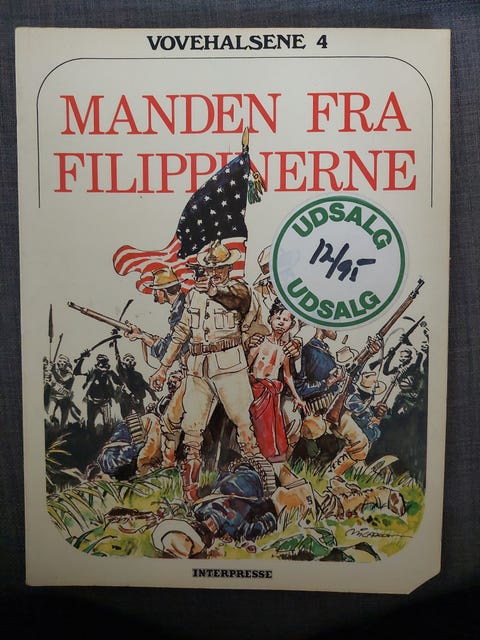 VOVEHALSENE 4
MANDEN FRA
FILIPPINERNE
UDSALG
12/95
UDSALG
INTERPRESSE